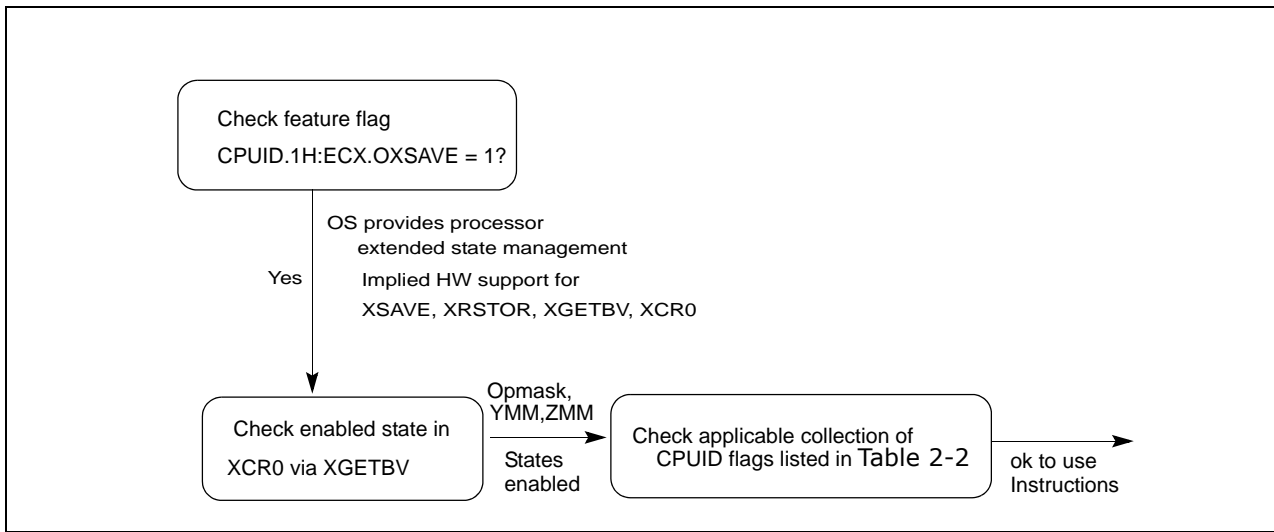 Check feature flag
CPUID.1H:ECX.OXSAVE = 1?
OS provides processor
extended state management
Yes
Implied HW support for
XSAVE, XRSTOR, XGETBV, XCR0
Check enabled state in
XCR0 via XGETBV
Opmask,
YMM,ZMM
States
enabled
Check applicable collection of
CPUID flags listed in Table 2-2
ok to use
Instructions